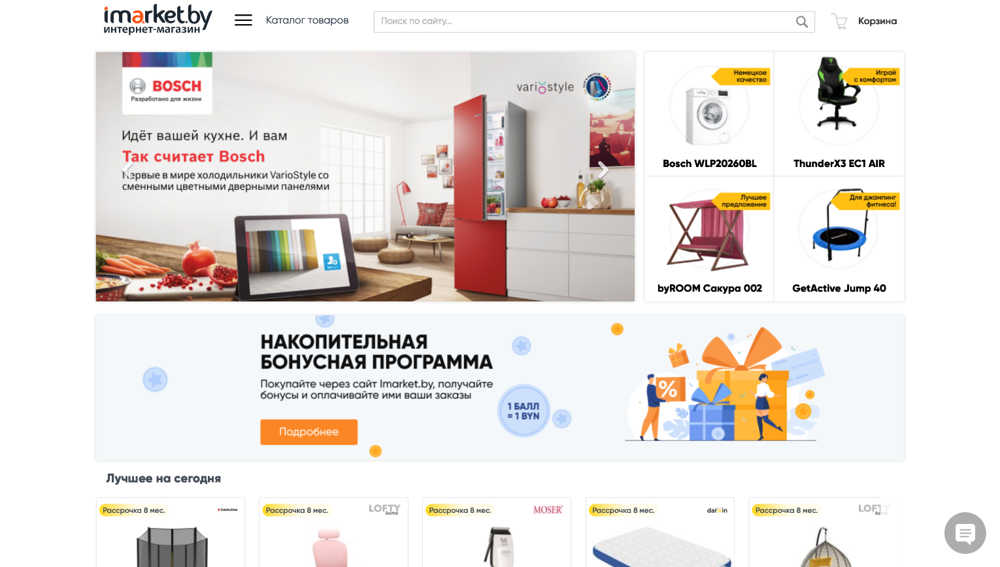 imarket.by
интернет-магазин
Каталог товаров
Поиск по сайту...
Корзина
BOSCH
Разработано для жизни
variostyle
Идёт вашей кухне. И вам
Так считает Bosch
Первые в мире холодильники VarioStyle со
сменными цветными дверными панелями
Немецкое
качество
Bosch WLP20260BL
Играй
с комфортом
ThunderX3 EC1 AIR
Лучшее
предложение
byROOM Сакура 002
Для джампинг
фитнеса!
GetActive Jump 40
НАКОПИТЕЛЬНАЯ
БОНУСНАЯ ПРОГРАММА
Покупайте через сайт Imarket.by, получайте
бонусы и оплачивайте ими ваши заказы
1 БАЛЛ
= 1 BYN
Подробнее
%
Лучшее на сегодня
Рассрочка 8 мес.
GetActive
Рассрочка 8 мес.
LOFTY
home
Рассрочка 8 мес.
MOSER
Рассрочка 8 мес.
darwin
Рассрочка 8 мес.
LOFTY
home